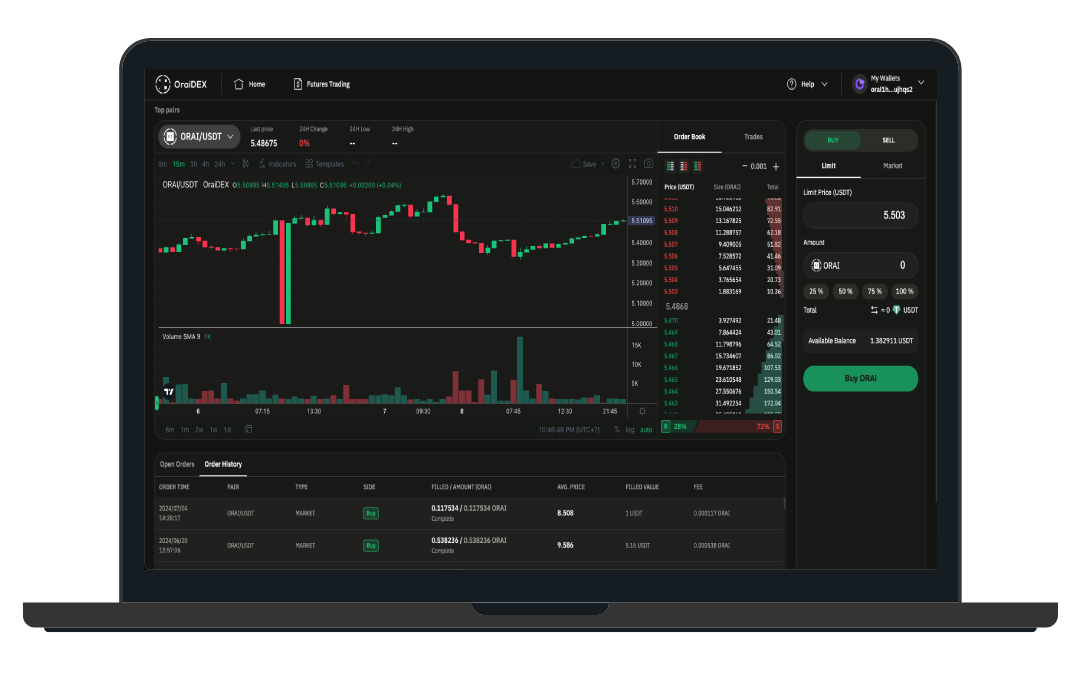 OraiDEX
Home
Futures Trading
Help
My Wallets
orai1h...ujhqs2
Top pairs
ORAI/USDT
Last price
5.48675
24H Change
0%
24H Low
--
24H High
--
5m 15m 1h 4h 24h
Indicators
Templates
Save
ORAI/USDT OraiDEX O5.50895 H5.51495 L5.50895 C5.51095 +0.00200 (+0.04%)
5.70000
5.60000
5.51095
5.40000
5.30000
5.20000
5.10000
5.00000
Volume SMA 9 1K
15K
10K
5K
6 07:15 13:30 7 09:30 8 07:45 12:30 21:45
6m 1m 2w 1w 1d
10:46:46 PM (UTC+7) % log auto
Order Book
Trades
0.001
Price (USDT) Size (ORAI) Total
5.510 15.046212 82.91
5.509 13.167825 72.55
5.508 11.288757 62.18
5.507 9.409005 51.82
5.506 7.528572 41.46
5.505 5.647455 31.09
5.504 3.765654 20.73
5.503 1.883169 10.36
5.4868
5.470 3.927492 21.48
5.469 7.864424 43.01
5.468 11.798796 64.52
5.467 15.734607 86.02
5.466 19.671852 107.53
5.465 23.610548 129.03
5.464 27.550676 150.54
5.463 31.492254 172.04
B 28% 72% S
BUY SELL
Limit Market
Limit Price (USDT)
5.503
Amount
ORAI 0
25 % 50 % 75 % 100 %
Total ≈ 0 USDT
Available Balance 1.382911 USDT
Buy ORAI
Open Orders Order History
ORDER TIME PAIR TYPE SIDE FILLED / AMOUNT (ORAI) AVG. PRICE FILLED VALUE FEE
2024/07/04
14:28:17
ORAI/USDT MARKET Buy
0.117534 / 0.117534 ORAI
Complete
8.508 1 USDT 0.000117 ORAI
2024/06/20
13:57:06
ORAI/USDT MARKET Buy
0.538236 / 0.538236 ORAI
Complete
9.586 5.16 USDT 0.000538 ORAI